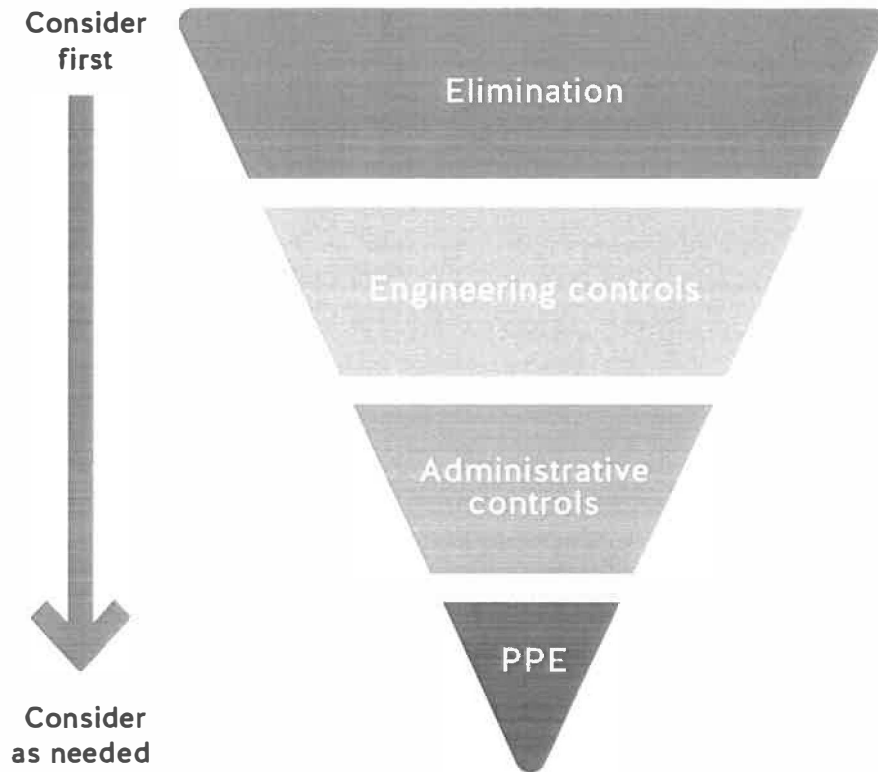 Consider
first
Elimination
Engineering controls
Administrative
controls
PPE
Consider
as needed